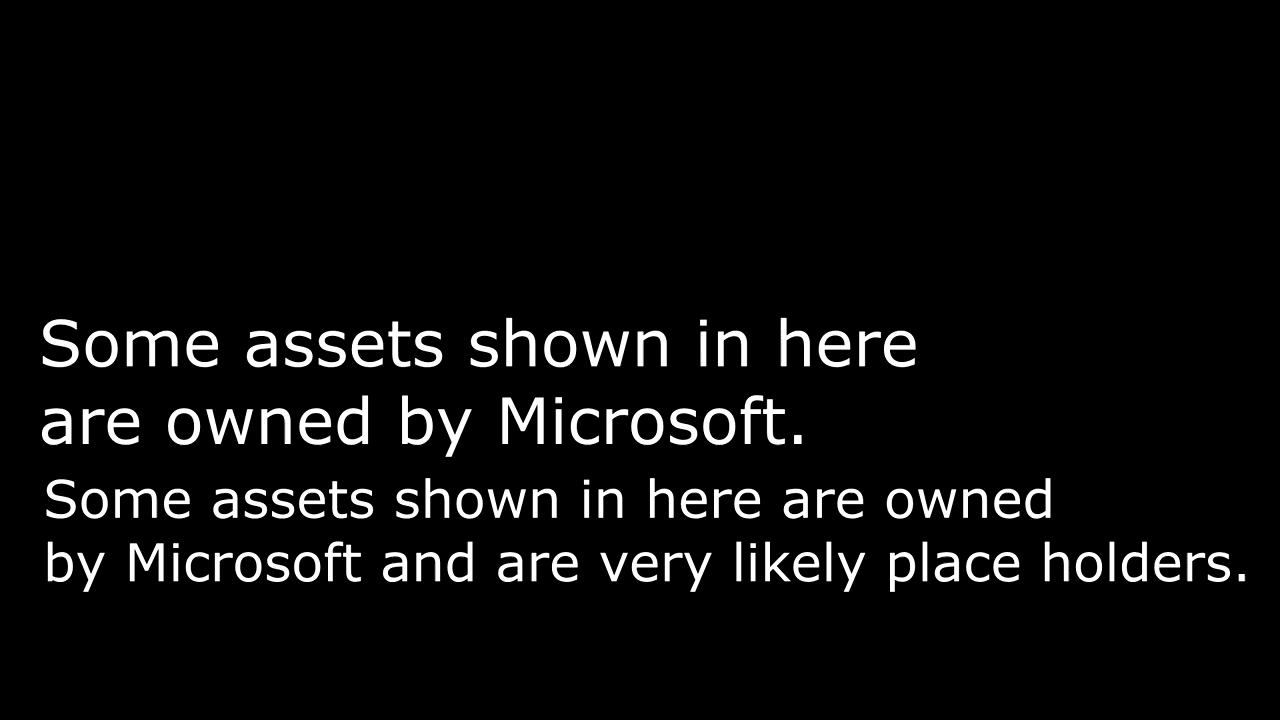 Some assets shown in here
are owned by Microsoft.
Some assets shown in here are owned
by Microsoft and are very likely place holders.